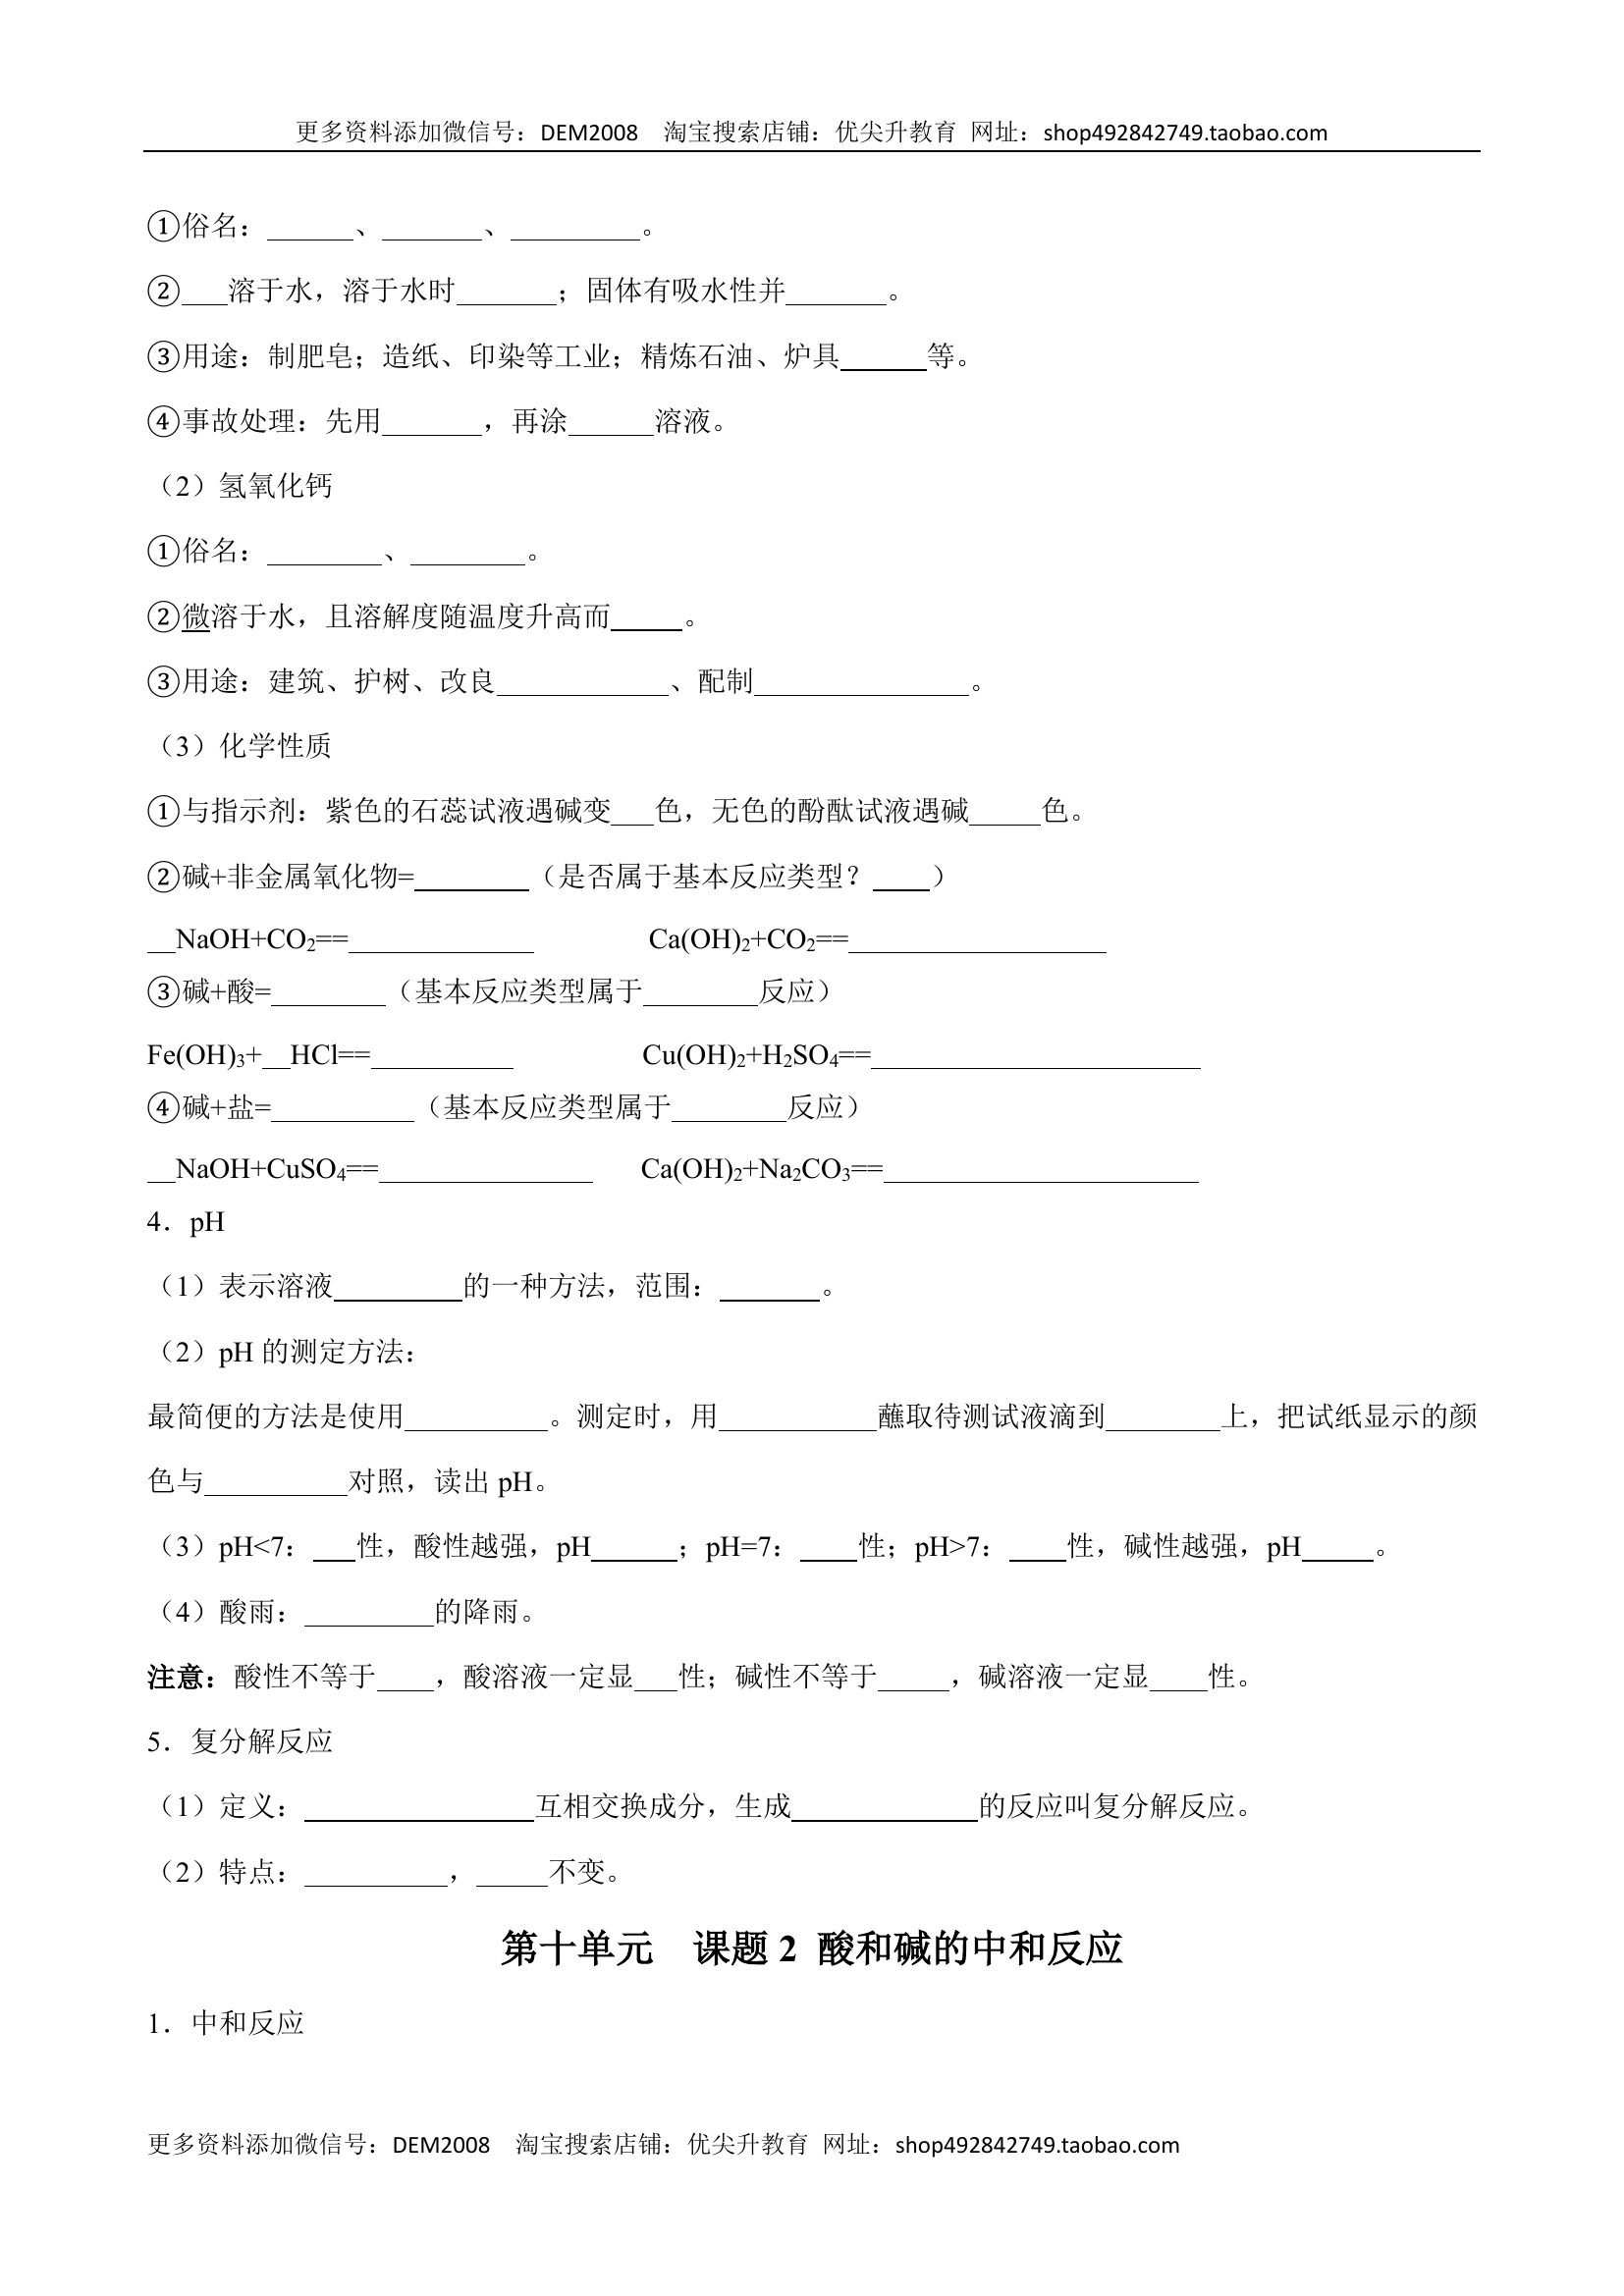 更多资料添加微信号：DEM2008 淘宝搜索店铺：优尖升教育 网址：shop492842749.taobao.com
①俗名：______、_______、_________。
②___溶于水，溶于水时_______；固体有吸水性并_______。
③用途：制肥皂；造纸、印染等工业；精炼石油、炉具______等。
④事故处理：先用_______，再涂______溶液。
（2）氢氧化钙
①俗名：________、________。
②微溶于水，且溶解度随温度升高而_____。
③用途：建筑、护树、改良____________、配制_______________。
（3）化学性质
①与指示剂：紫色的石蕊试液遇碱变___色，无色的酚酞试液遇碱_____色。
②碱+非金属氧化物=________（是否属于基本反应类型？____）
__NaOH+CO₂==_____________ Ca(OH)₂+CO₂==__________________
③碱+酸=________（基本反应类型属于________反应）
Fe(OH)₃+__HCl==__________ Cu(OH)₂+H₂SO₄==_______________________
④碱+盐=__________（基本反应类型属于________反应）
__NaOH+CuSO₄==_______________ Ca(OH)₂+Na₂CO₃==______________________
4．pH
（1）表示溶液_________的一种方法，范围：_______。
（2）pH 的测定方法：
最简便的方法是使用__________。测定时，用___________蘸取待测试液滴到________上，把试纸显示的颜
色与__________对照，读出 pH。
（3）pH<7：___性，酸性越强，pH______；pH=7：____性；pH>7：____性，碱性越强，pH_____。
（4）酸雨：_________的降雨。
注意：酸性不等于____，酸溶液一定显___性；碱性不等于_____，碱溶液一定显____性。
5．复分解反应
（1）定义：________________互相交换成分，生成_____________的反应叫复分解反应。
（2）特点：__________，_____不变。
第十单元 课题 2 酸和碱的中和反应
1．中和反应
更多资料添加微信号：DEM2008 淘宝搜索店铺：优尖升教育 网址：shop492842749.taobao.com